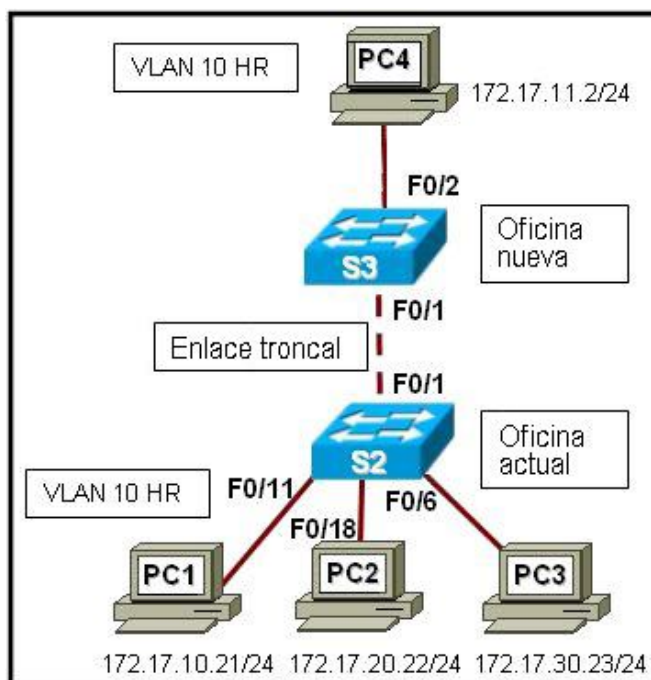 VLAN 10 HR
PC4
172.17.11.2/24
F0/2
S3
Oficina
nueva
F0/1
Enlace troncal
F0/1
S2
Oficina
actual
VLAN 10 HR
F0/11
F0/18
F0/6
PC1
PC2
PC3
172.17.10.21/24
172.17.20.22/24
172.17.30.23/24